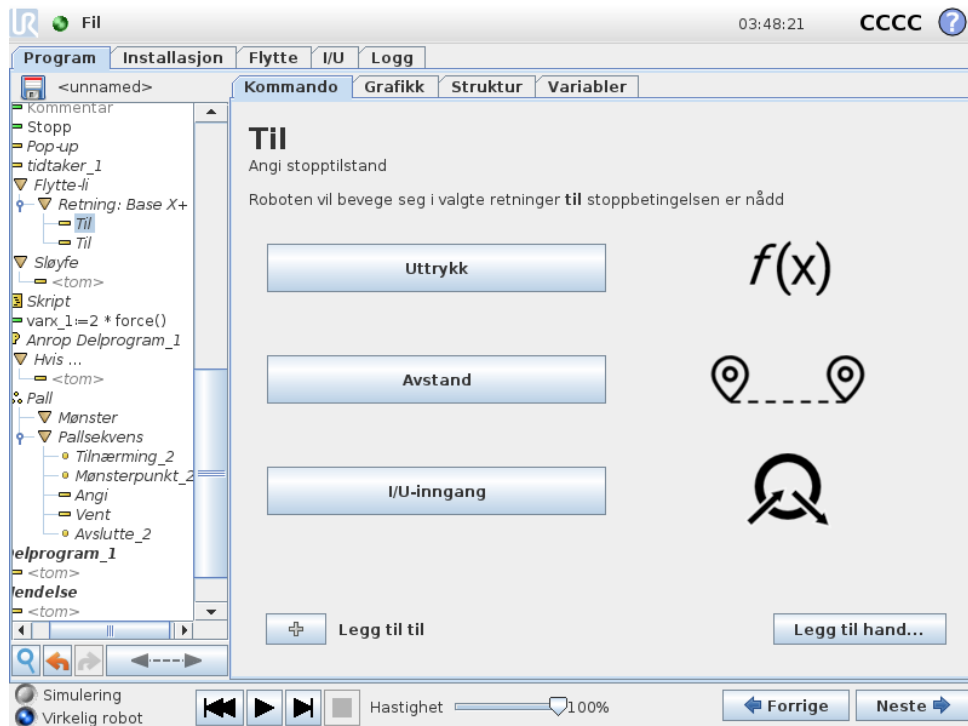 UR Fil 03:48:21 CCCC ?
Program Installasjon Flytte I/U Logg
<unnamed> Kommando Grafikk Struktur Variabler
Kommentar
Stopp
Pop-up
tidtaker_1
Flytte-li
Retning: Base X+
Til
Til
Sløyfe
<tom>
Skript
varx_1:=2 * force()
Anrop Delprogram_1
Hvis ...
<tom>
Pall
Mønster
Pallsekvens
Tilnærming_2
Mønsterpunkt_2
Angi
Vent
Avslutte_2
elprogram_1
<tom>
endelse
<tom>
Til
Angi stopptilstand
Roboten vil bevege seg i valgte retninger til stoppbetingelsen er nådd
Uttrykk f(x)
Avstand
I/U-inngang
Legg til til Legg til hand...
Simulering
Virkelig robot
Hastighet 100% Forrige Neste